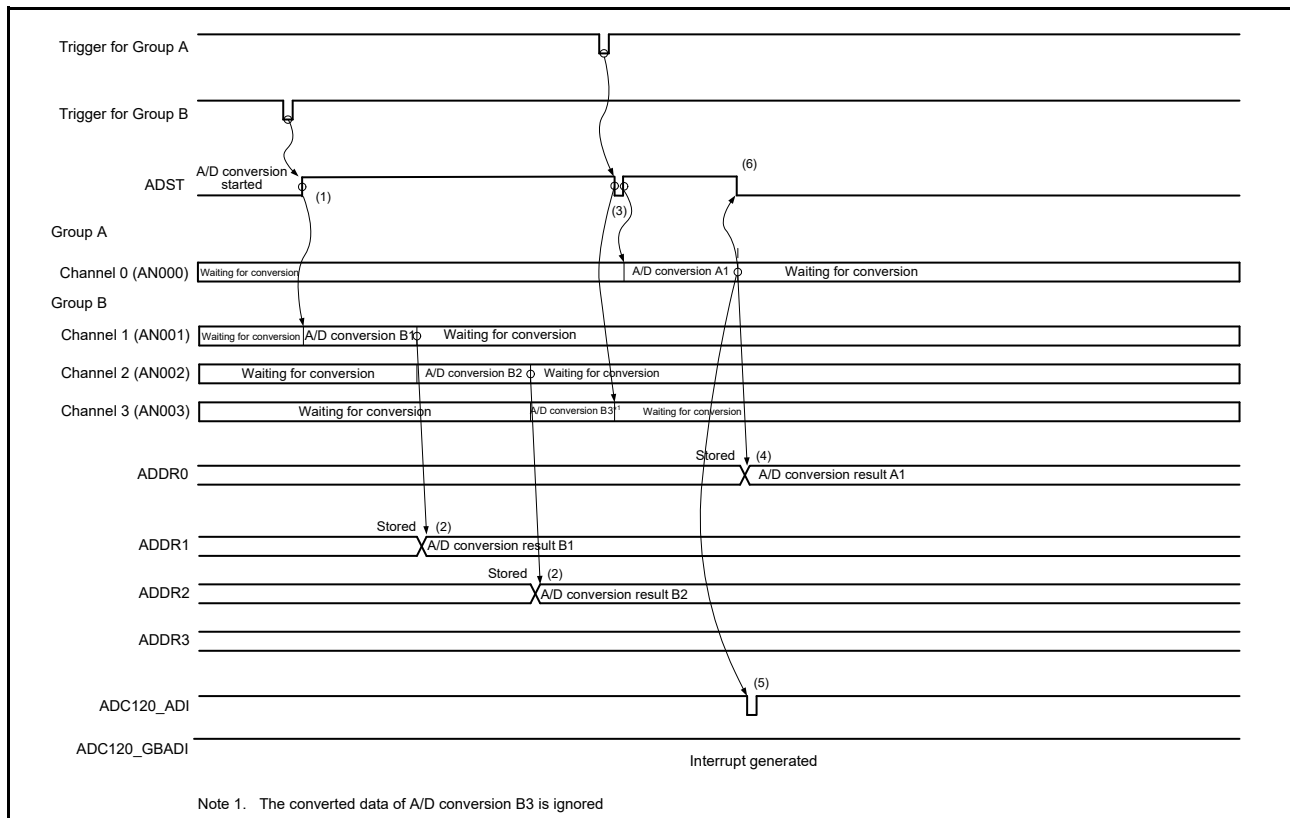 Trigger for Group A
Trigger for Group B
A/D conversion
started
ADST
(1)
(3)
(6)
Group A
Channel 0 (AN000)
Waiting for conversion
A/D conversion A1
Waiting for conversion
Group B
Channel 1 (AN001)
Waiting for conversion
A/D conversion B1
Waiting for conversion
Channel 2 (AN002)
Waiting for conversion
A/D conversion B2
Waiting for conversion
Channel 3 (AN003)
Waiting for conversion
A/D conversion B3*1
Waiting for conversion
Stored
(4)
ADDR0
A/D conversion result A1
Stored
(2)
ADDR1
A/D conversion result B1
Stored
(2)
ADDR2
A/D conversion result B2
ADDR3
(5)
ADC120_ADI
ADC120_GBADI
Interrupt generated
Note 1. The converted data of A/D conversion B3 is ignored